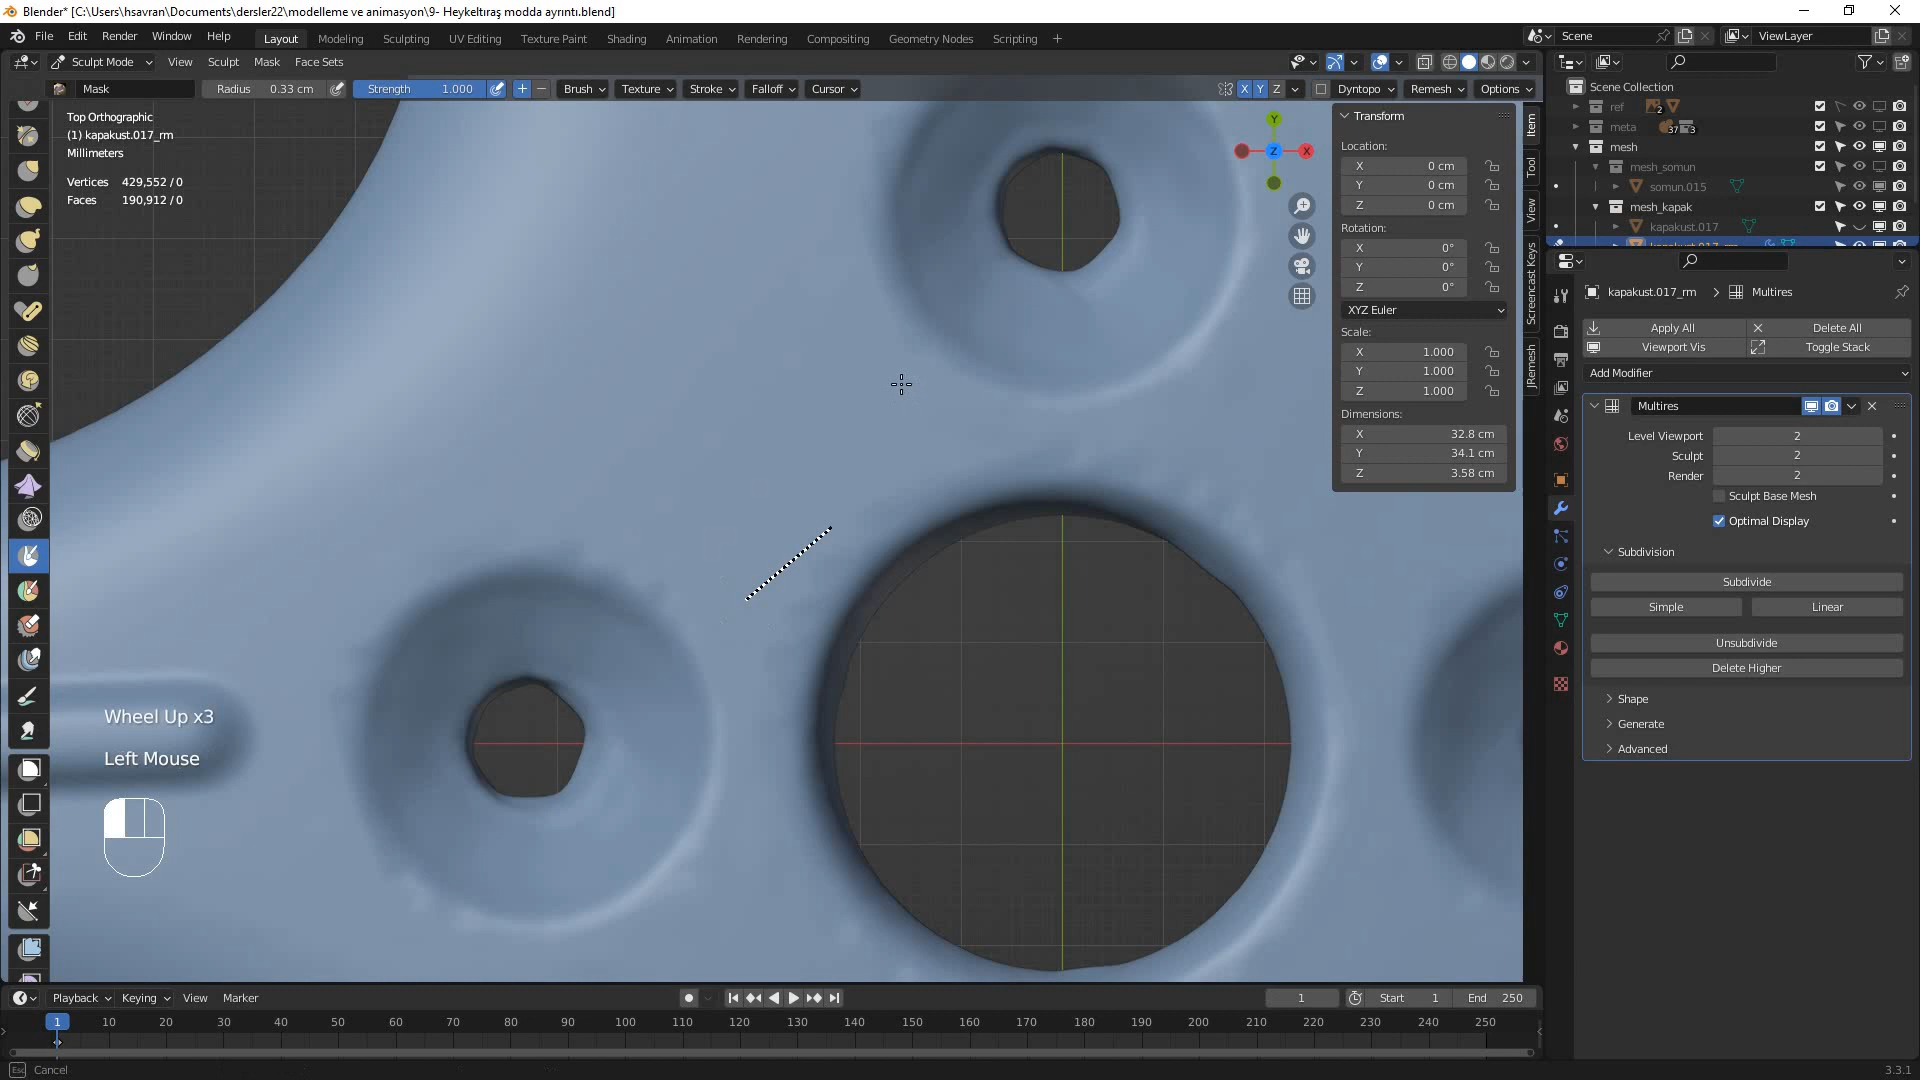 Blender* [C:\Users\hsavran\Documents\dersler22\modelleme ve animasyon\9- Heykeltıraş modda ayrıntı.blend]
File Edit Render Window Help Layout Modeling Sculpting UV Editing Texture Paint Shading Animation Rendering Compositing Geometry Nodes Scripting + Scene ViewLayer
Sculpt Mode View Sculpt Mask Face Sets
Mask Radius 0.33 cm Strength 1.000 Brush Texture Stroke Falloff Cursor X Y Z Dyntopo Remesh Options
Top Orthographic
(1) kapakust.017_rm
Millimeters
Vertices 429,552 / 0
Faces 190,912 / 0
Y
Z
X
Wheel Up x3
Left Mouse
Transform
Location:
X 0 cm
Y 0 cm
Z 0 cm
Rotation:
X 0°
Y 0°
Z 0°
XYZ Euler
Scale:
X 1.000
Y 1.000
Z 1.000
Dimensions:
X 32.8 cm
Y 34.1 cm
Z 3.58 cm
Item
Tool
View
Screencast Keys
JRemesh
Scene Collection
ref 2
meta 37 3
mesh
mesh_somun
somun.015
mesh_kapak
kapakust.017
kapakust.017_rm
kapakust.017_rm > Multires
Apply All Delete All
Viewport Vis Toggle Stack
Add Modifier
Multires
Level Viewport 2
Sculpt 2
Render 2
Sculpt Base Mesh
Optimal Display
Subdivision
Subdivide
Simple Linear
Unsubdivide
Delete Higher
Shape
Generate
Advanced
Playback Keying View Marker 1 Start 1 End 250
1 10 20 30 40 50 60 70 80 90 100 110 120 130 140 150 160 170 180 190 200 210 220 230 240 250
Esc Cancel 3.3.1